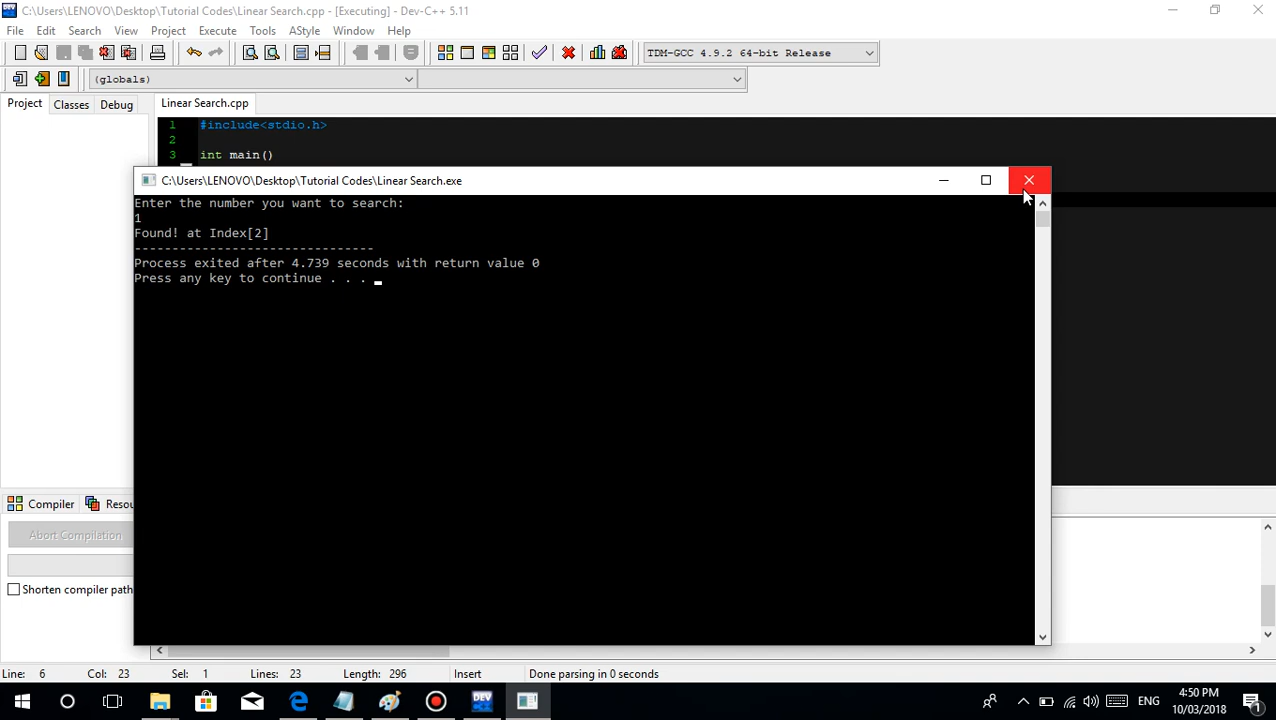 C:\Users\LENOVO\Desktop\Tutorial Codes\Linear Search.cpp - [Executing] - Dev-C++ 5.11
File Edit Search View Project Execute Tools AStyle Window Help
TDM-GCC 4.9.2 64-bit Release
(globals)
Project Classes Debug Linear Search.cpp
1 #include<stdio.h>
2
3 int main()
C:\Users\LENOVO\Desktop\Tutorial Codes\Linear Search.exe
Enter the number you want to search:
1
Found! at Index[2]
--------------------------------
Process exited after 4.739 seconds with return value 0
Press any key to continue . . .
Compiler Resou
Abort Compilation
Shorten compiler path
Line: 6 Col: 23 Sel: 1 Lines: 23 Length: 296 Insert Done parsing in 0 seconds
DEV
ENG
4:50 PM
10/03/2018
1